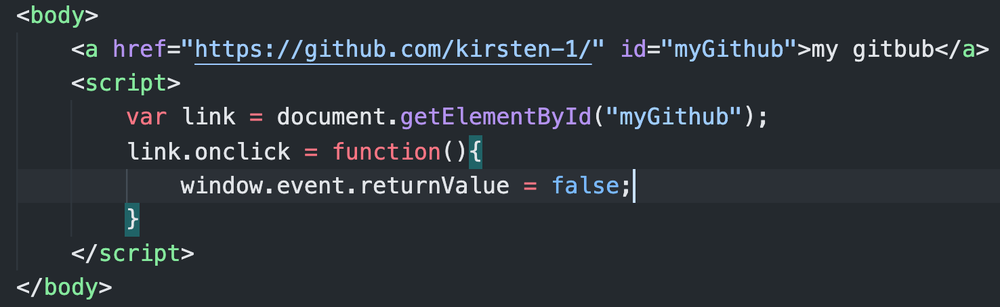 <body>
<a href="https://github.com/kirsten-1/" id="myGithub">my gitbub</a>
<script>
var link = document.getElementById("myGithub");
link.onclick = function(){
window.event.returnValue = false;
}
</script>
</body>